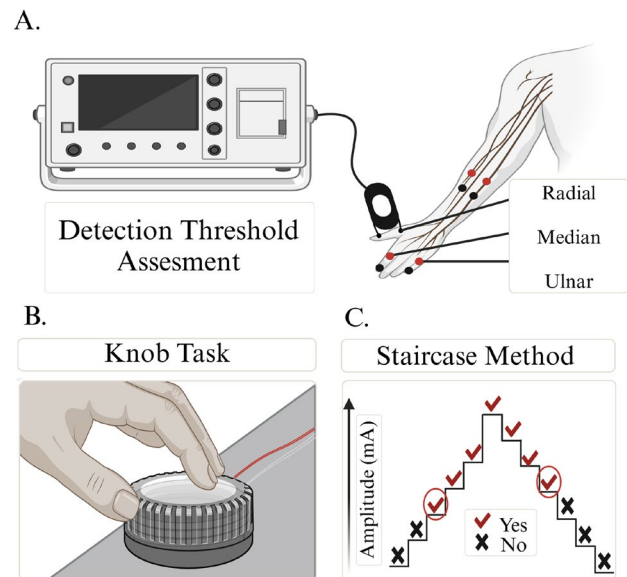 A.
Detection Threshold
Assesment
Radial
Median
Ulnar
B.
Knob Task
C.
Staircase Method
Amplitude (mA)
Yes
No